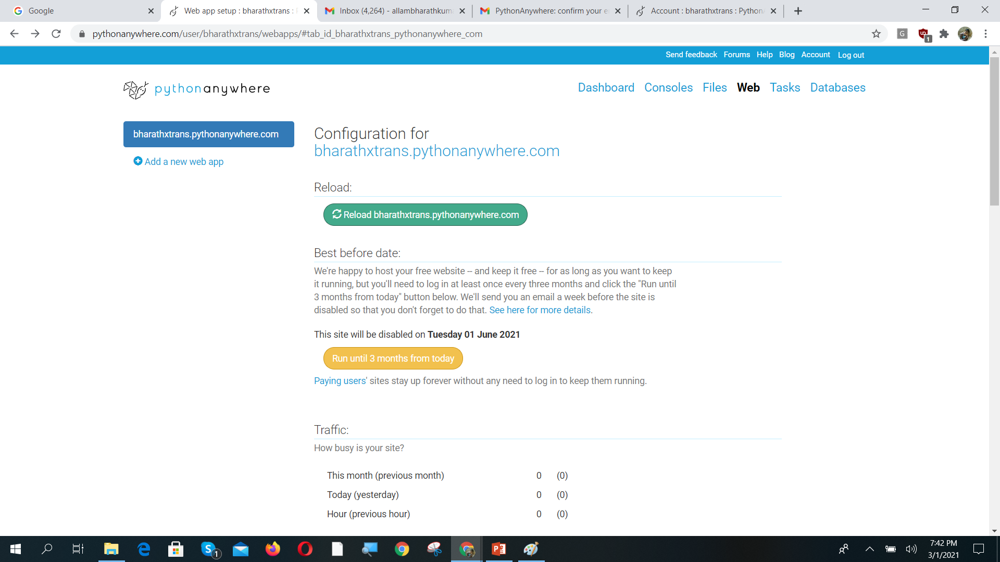 Google
Web app setup : bharathxtrans :
Inbox (4,264) - allambharathkum
PythonAnywhere: confirm your e
Account : bharathxtrans : Python
pythonanywhere.com/user/bharathxtrans/webapps/#tab_id_bharathxtrans_pythonanywhere_com
G
1
Send feedback Forums Help Blog Account Log out
pythonanywhere
Dashboard Consoles Files Web Tasks Databases
bharathxtrans.pythonanywhere.com
Add a new web app
Configuration for
bharathxtrans.pythonanywhere.com
Reload:
Reload bharathxtrans.pythonanywhere.com
Best before date:
We're happy to host your free website -- and keep it free -- for as long as you want to keep
it running, but you'll need to log in at least once every three months and click the "Run until
3 months from today" button below. We'll send you an email a week before the site is
disabled so that you don't forget to do that. See here for more details.
This site will be disabled on Tuesday 01 June 2021
Run until 3 months from today
Paying users' sites stay up forever without any need to log in to keep them running.
Traffic:
How busy is your site?
This month (previous month) 0 (0)
Today (yesterday) 0 (0)
Hour (previous hour) 0 (0)
1
7:42 PM
3/1/2021